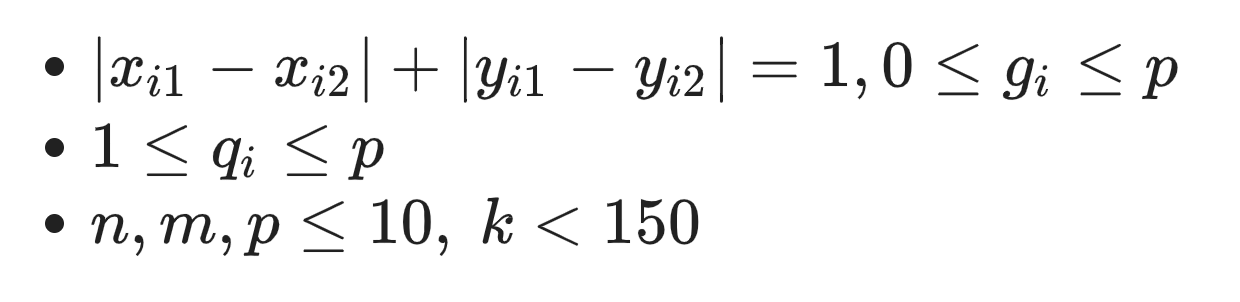 • |x_{i1} − x_{i2}| + |y_{i1} − y_{i2}| = 1, 0 ≤ g_i ≤ p
• 1 ≤ q_i ≤ p
• n, m, p ≤ 10, k < 150